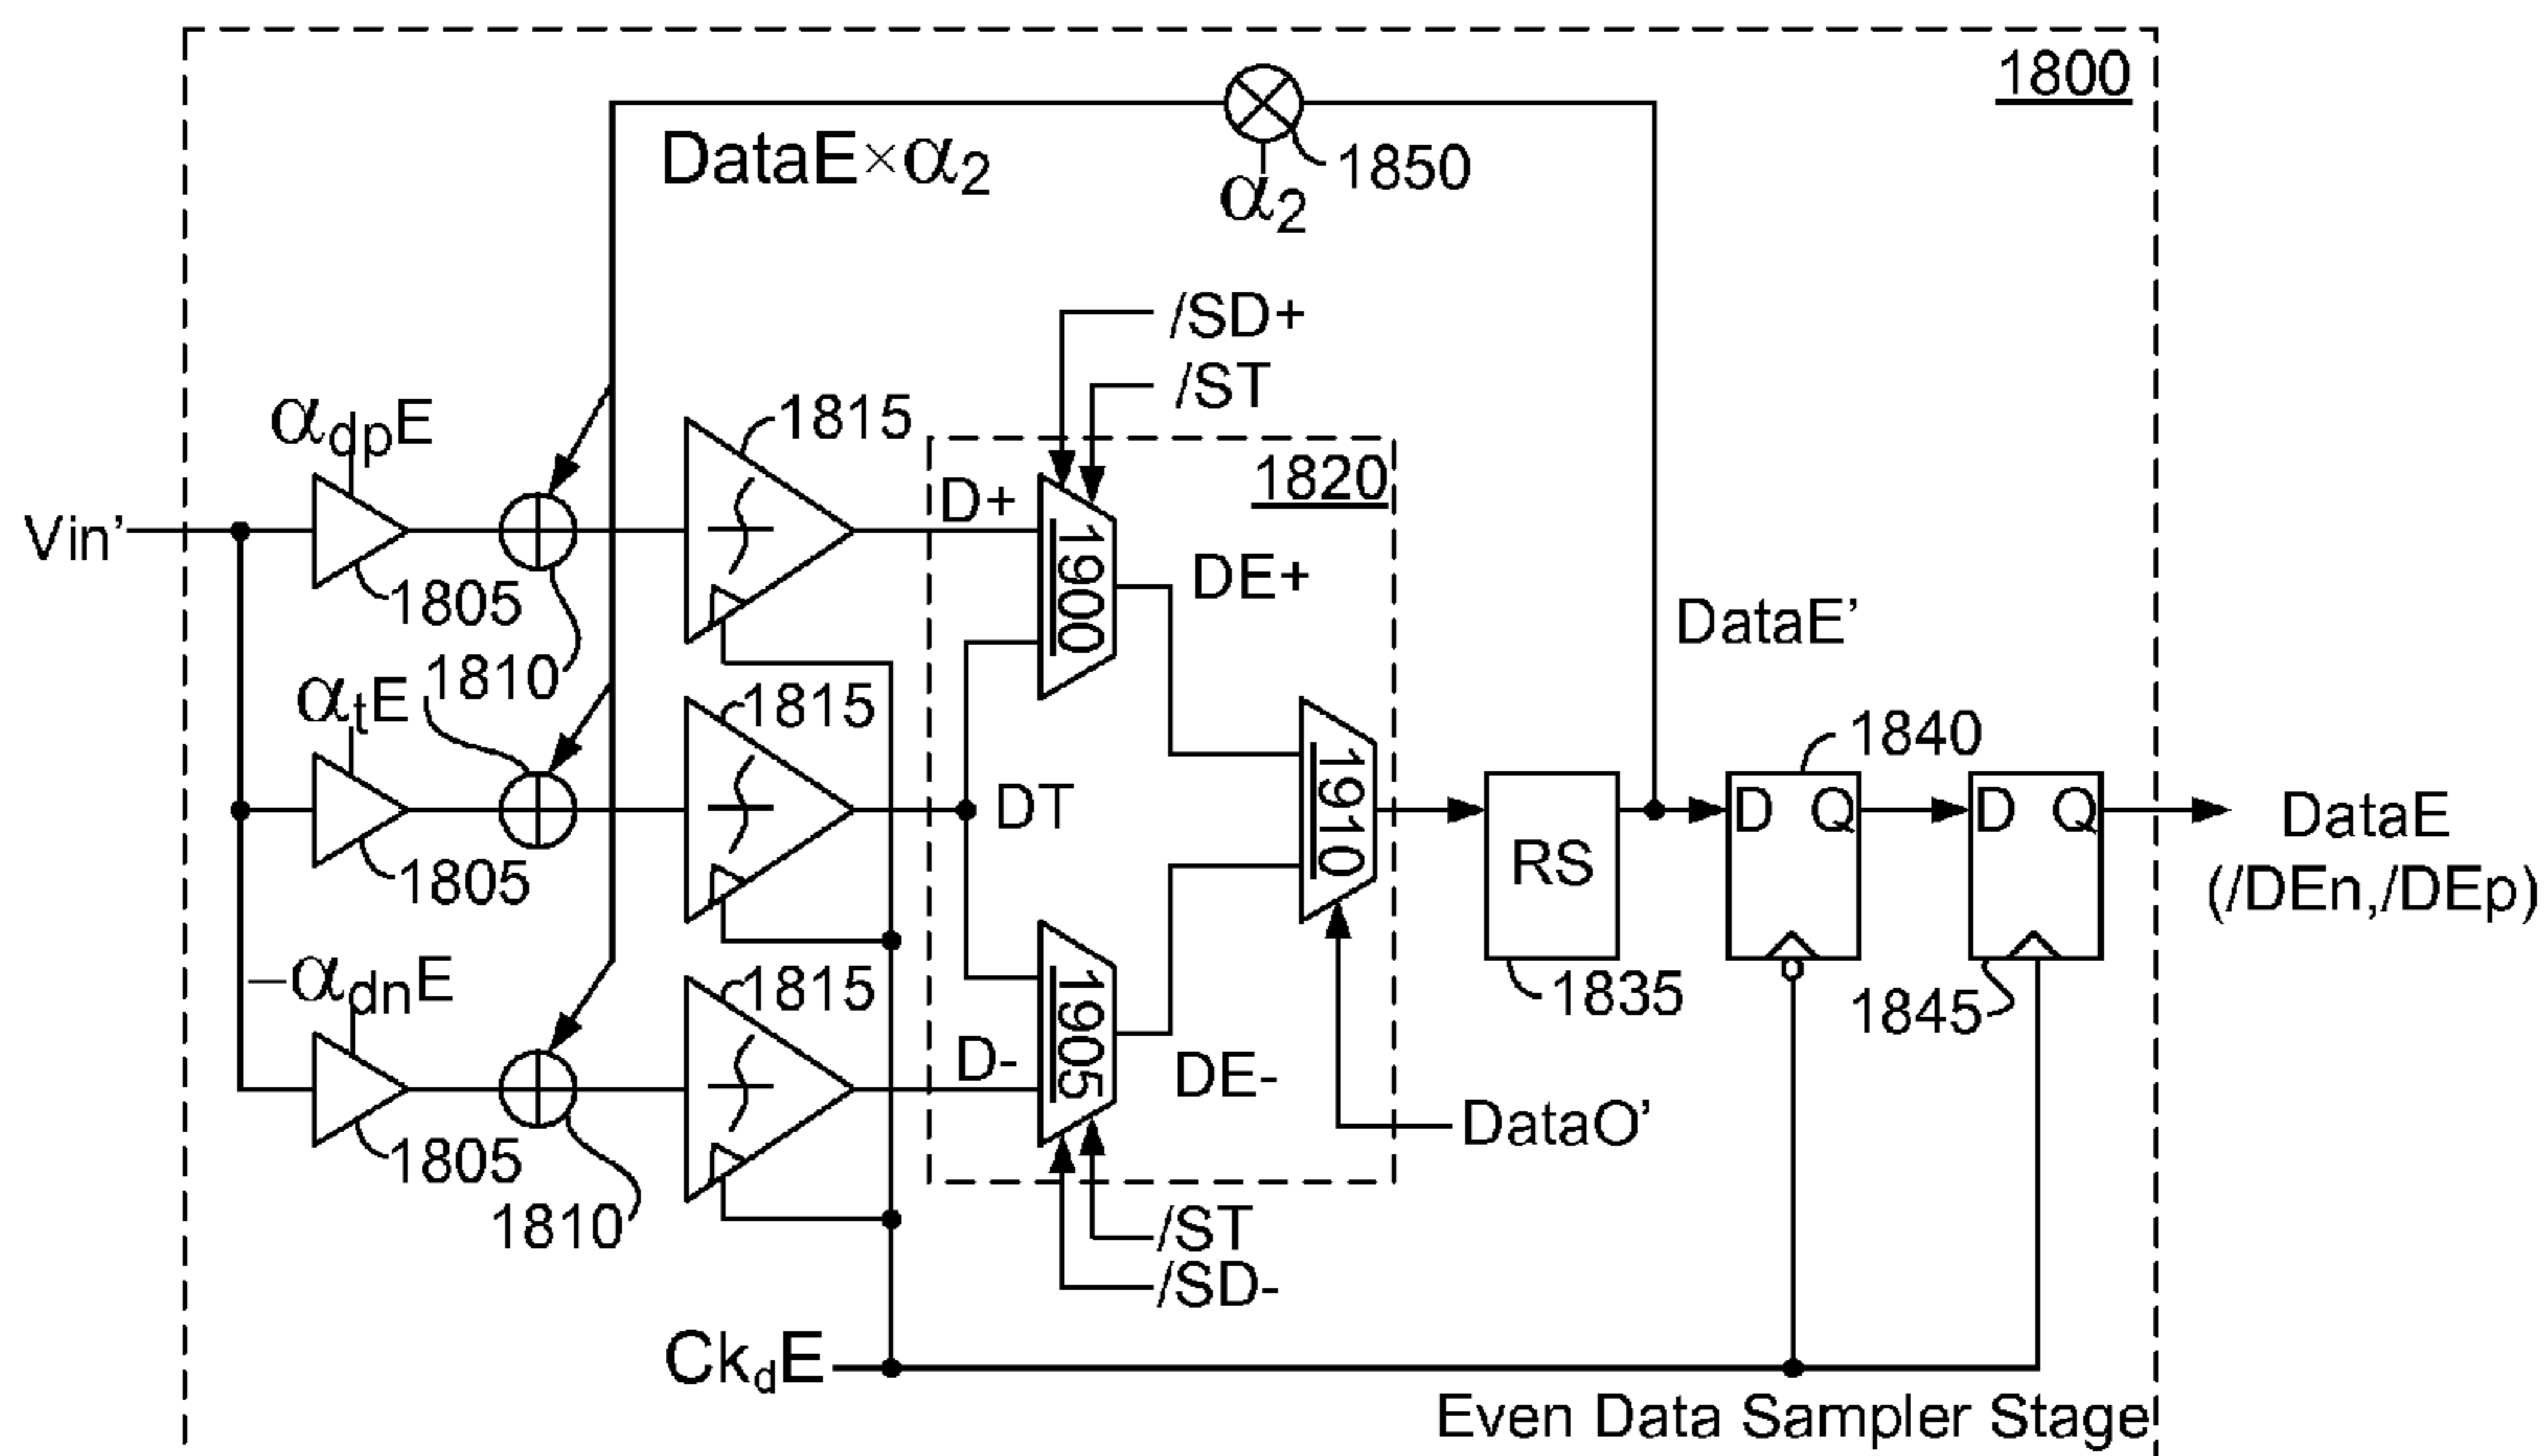 1800
DataE×α₂
1850
α₂
/SD+
/ST
αdpE
1815
1820
D+
Vin'
1900
DE+
1805
DataE'
1810
αtE
1815
1840
DT
1910
D Q
D Q
DataE
(/DEn,/DEp)
RS
1805
1835
1845
–αdnE
1815
1905
D-
DE-
DataO'
1805
1810
/ST
/SD-
CkdE
Even Data Sampler Stage